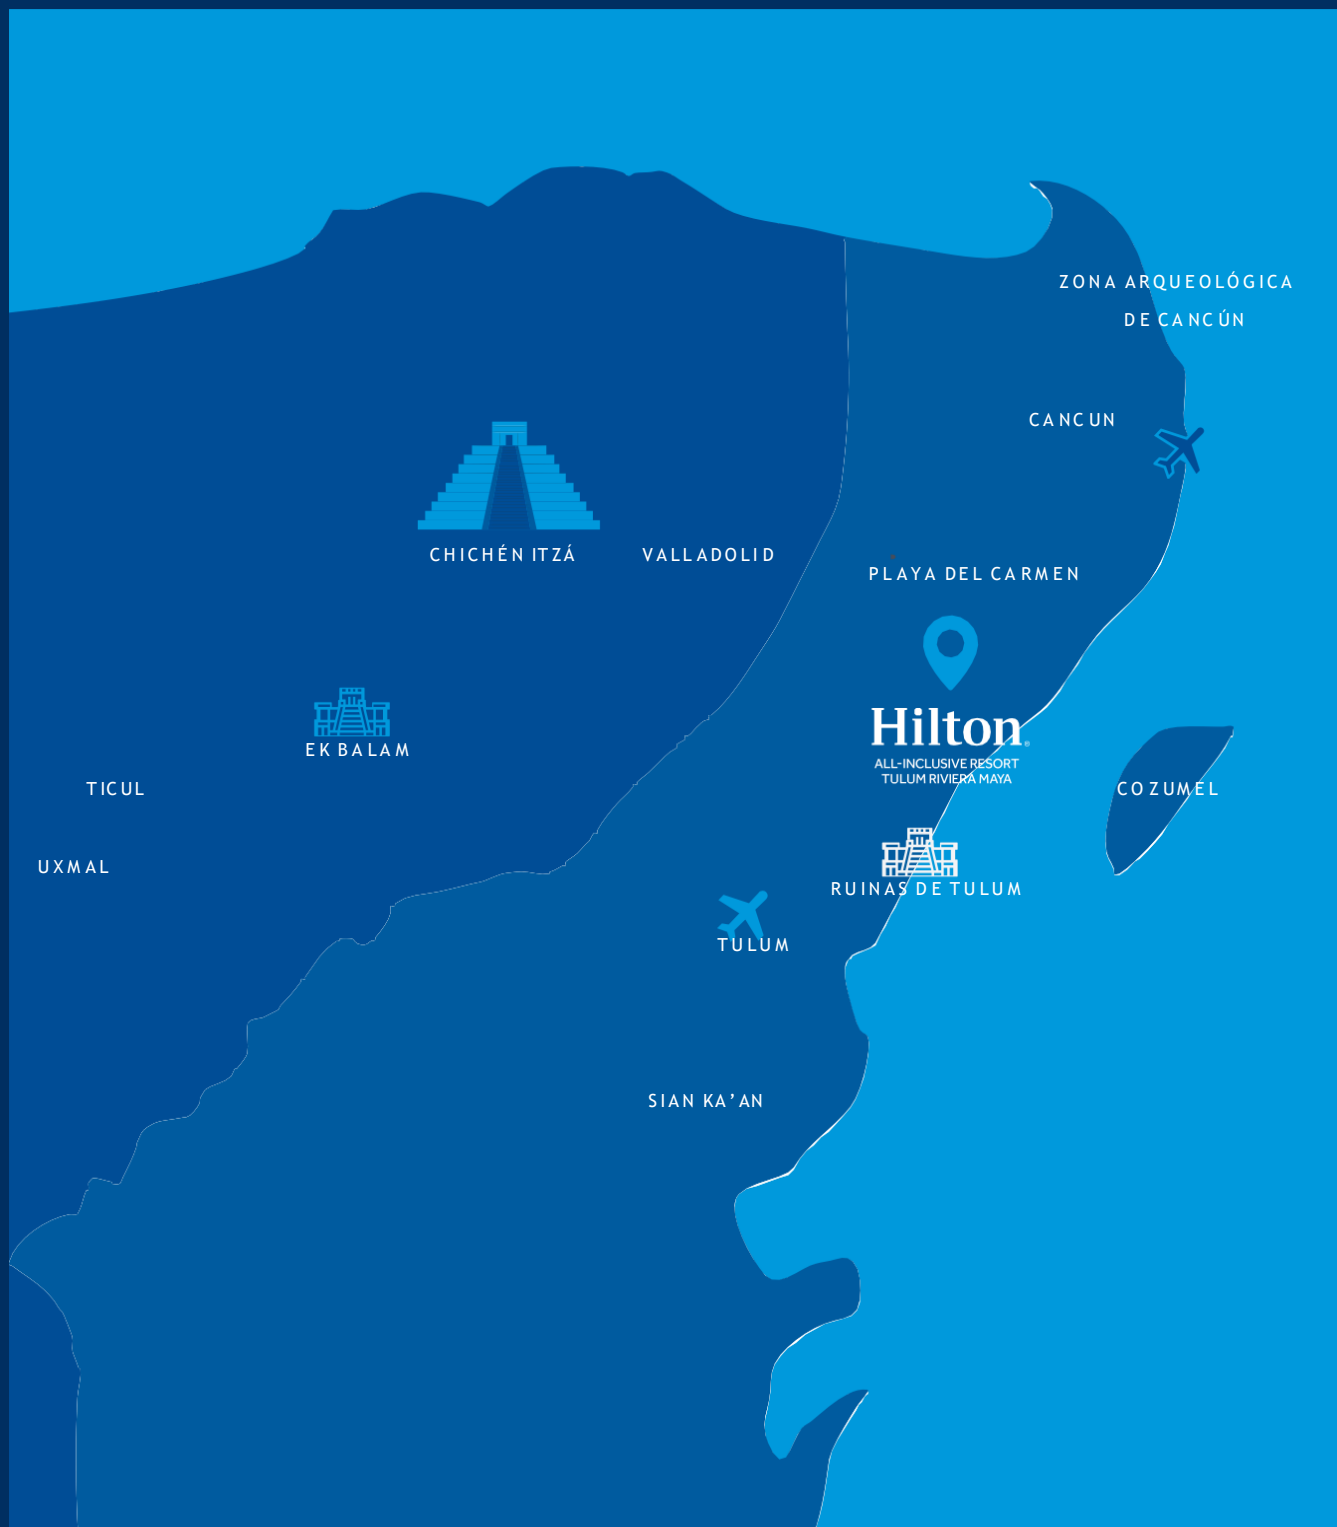 ZONA ARQUEOLÓGICA
DE CANCÚN
CANCUN
CHICHÉN ITZÁ
VALLADOLID
PLAYA DEL CARMEN
Hilton®
ALL-INCLUSIVE RESORT
TULUM RIVIERA MAYA
EK BALAM
TICUL
COZUMEL
UXMAL
RUINAS DE TULUM
TULUM
SIAN KA’AN